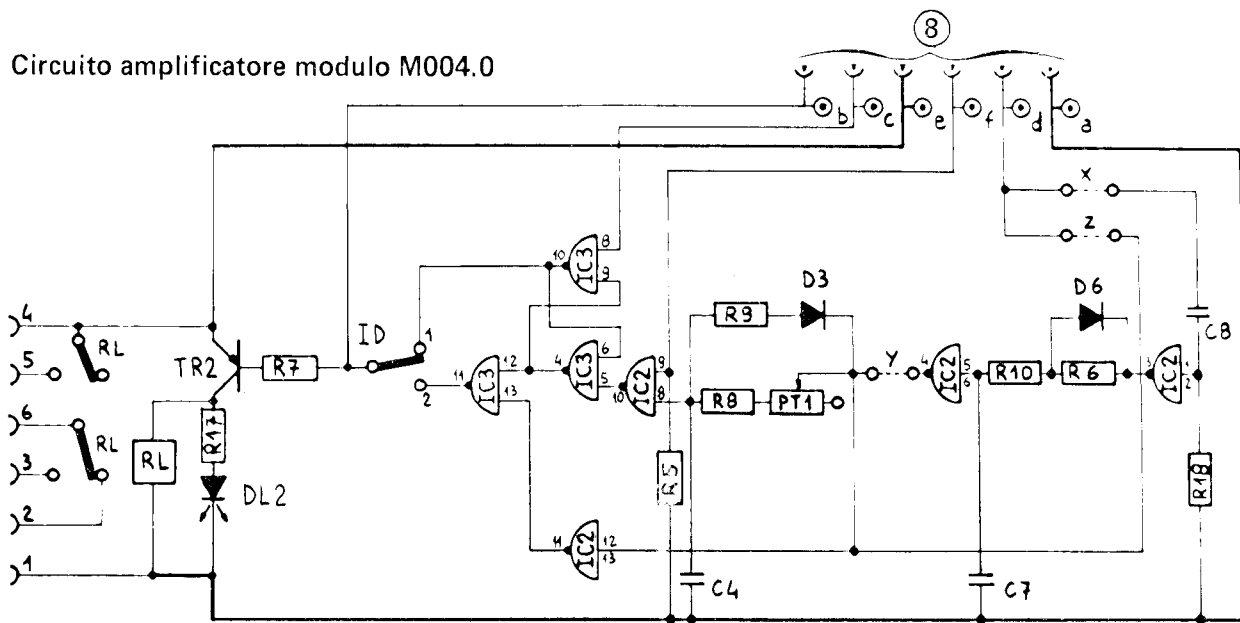 8
Circuito amplificatore modulo M004.0
b c e f d a
X
Z
10 IC3 8 9
D3
D6
R9
C8
4
RL
TR2
R7
ID
1
2
5
11 IC3 12 13
4 IC3 6 5
10 IC2 9 8
R8
PT1
Y
4 IC2 5 6
R10
R6
3 IC2 1 2
6
RL
RL
R17
3
DL2
R5
R18
2
11 IC2 12 13
1
C4
C7